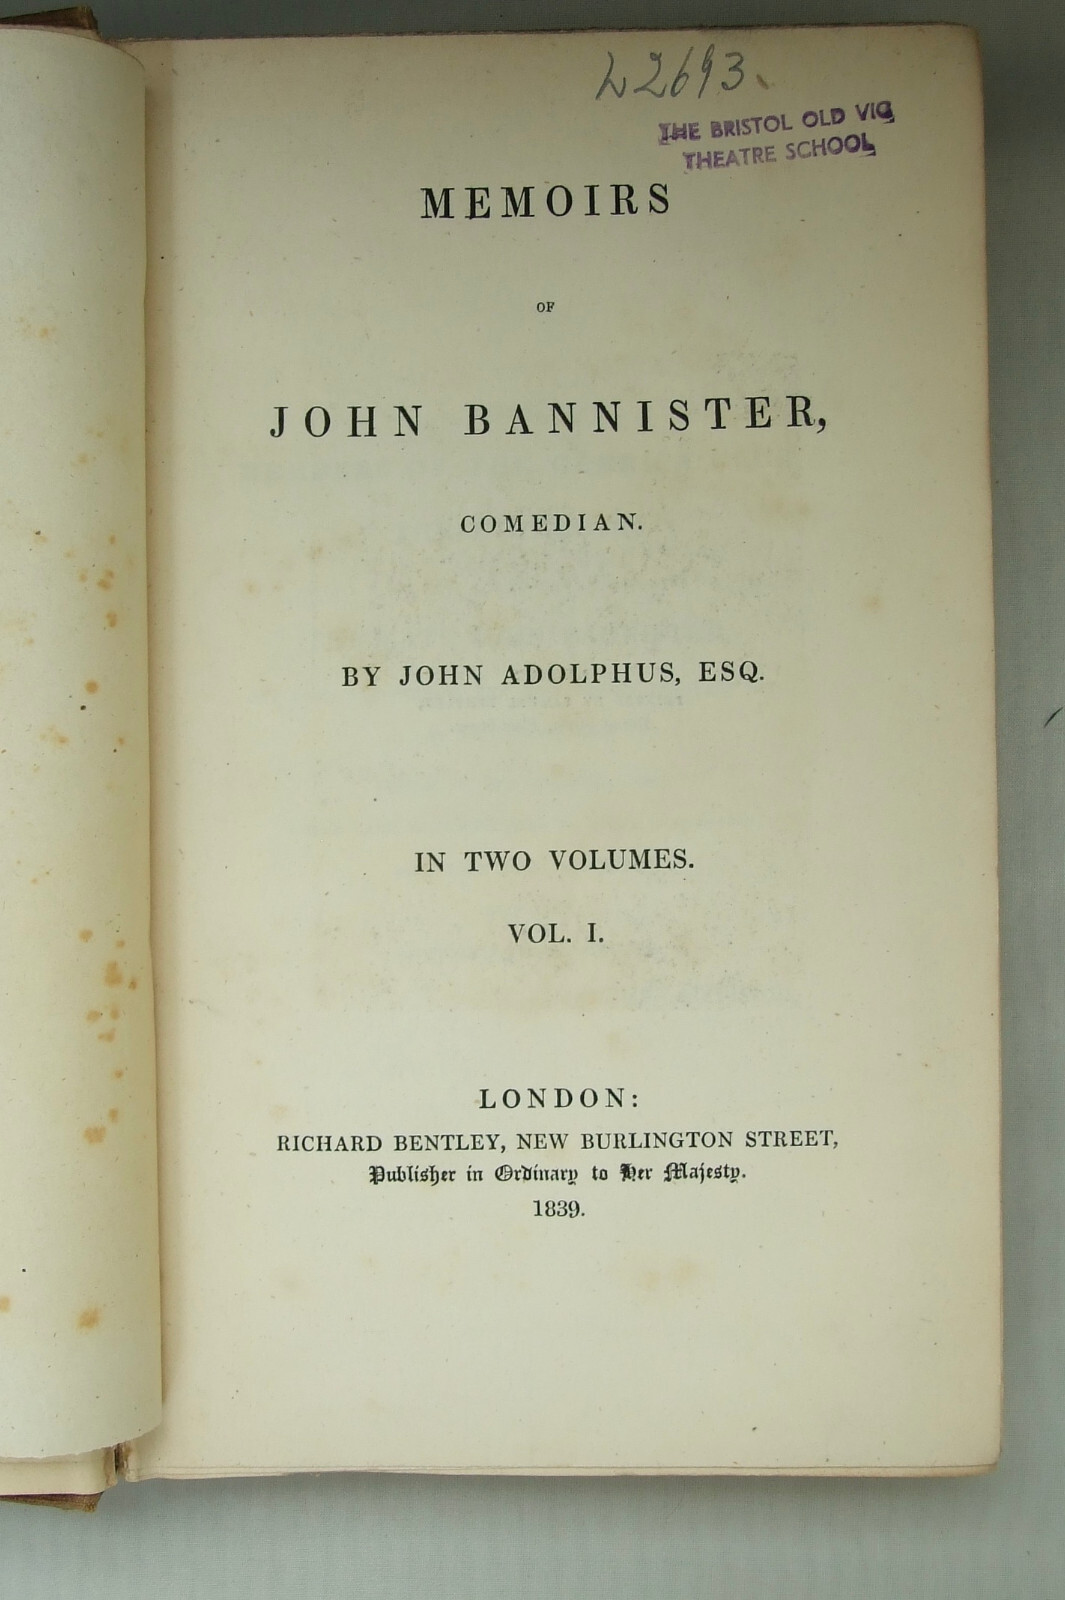 L2693.
THE BRISTOL OLD VIC
THEATRE SCHOOL
MEMOIRS
OF
JOHN BANNISTER,
COMEDIAN.
BY JOHN ADOLPHUS, ESQ.
IN TWO VOLUMES.
VOL. I.
LONDON:
RICHARD BENTLEY, NEW BURLINGTON STREET,
Publisher in Ordinary to Her Majesty.
1839.